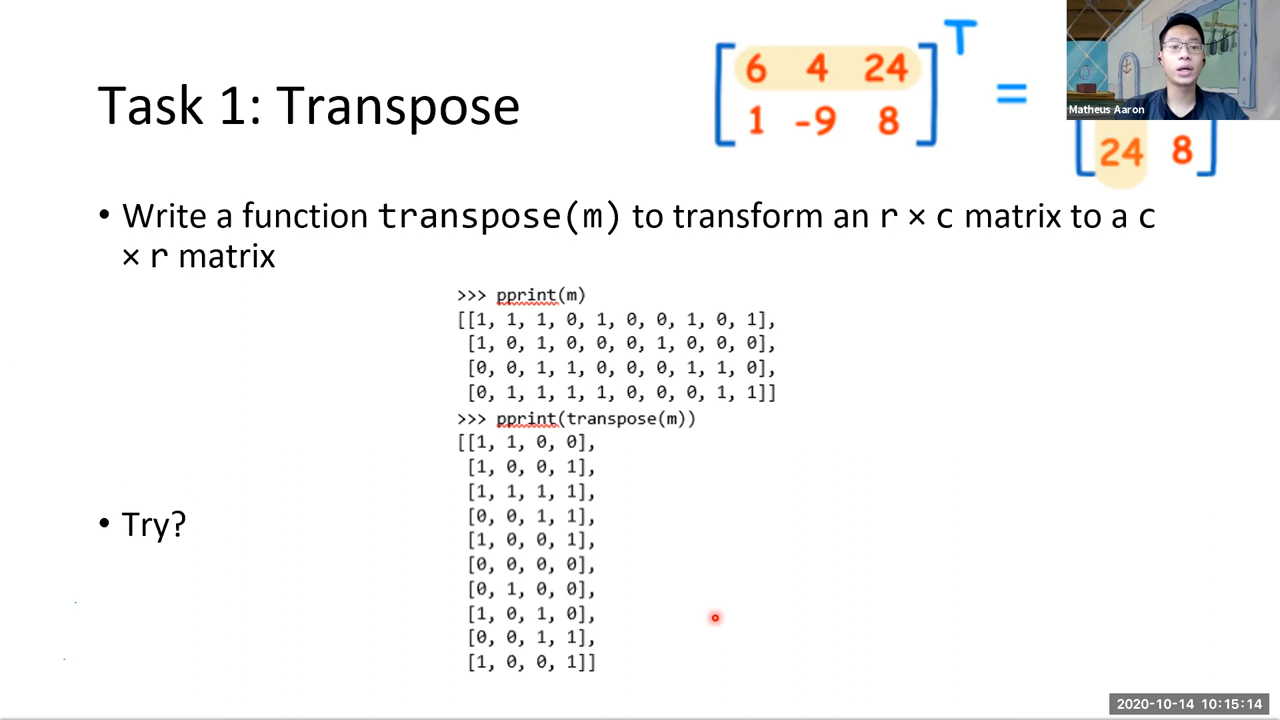 Task 1: Transpose
6 4 24
1 -9 8
T
=
24 8
Matheus Aaron
• Write a function transpose(m) to transform an r × c matrix to a c
× r matrix
>>> pprint(m)
[[1, 1, 1, 0, 1, 0, 0, 1, 0, 1],
[1, 0, 1, 0, 0, 0, 1, 0, 0, 0],
[0, 0, 1, 1, 0, 0, 0, 1, 1, 0],
[0, 1, 1, 1, 1, 0, 0, 0, 1, 1]]
>>> pprint(transpose(m))
[[1, 1, 0, 0],
[1, 0, 0, 1],
[1, 1, 1, 1],
[0, 0, 1, 1],
[1, 0, 0, 1],
[0, 0, 0, 0],
[0, 1, 0, 0],
[1, 0, 1, 0],
[0, 0, 1, 1],
[1, 0, 0, 1]]
• Try?
2020-10-14 10:15:14